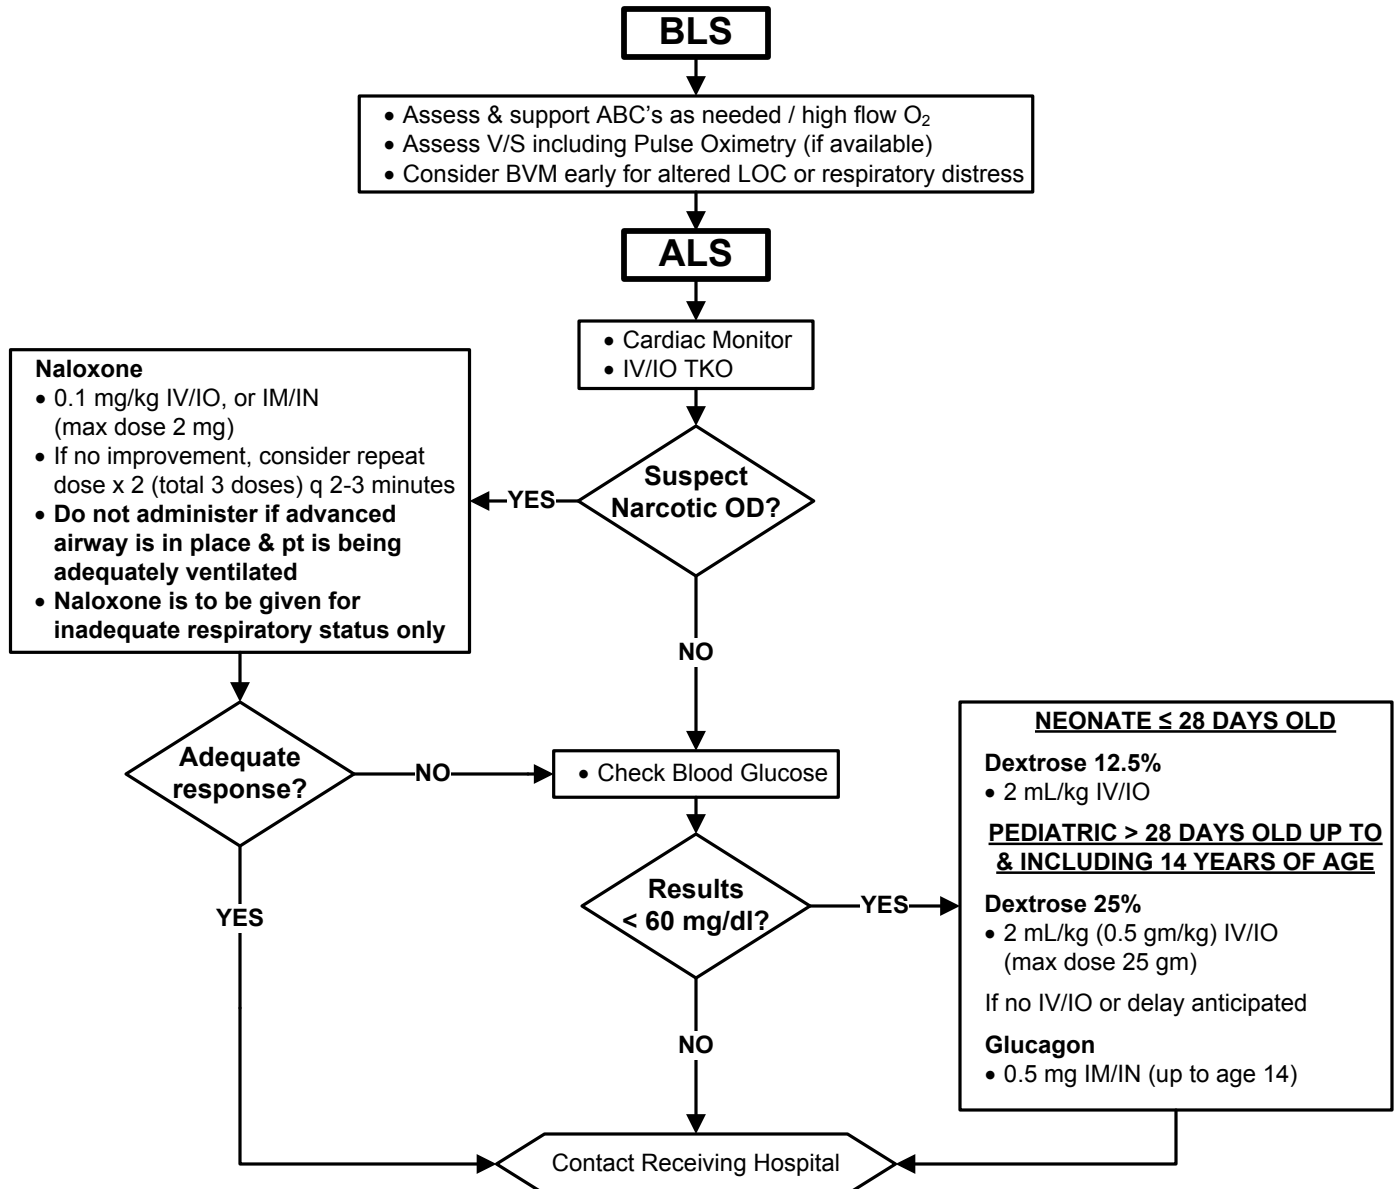 BLS
• Assess & support ABC's as needed / high flow O₂
• Assess V/S including Pulse Oximetry (if available)
• Consider BVM early for altered LOC or respiratory distress
ALS
• Cardiac Monitor
• IV/IO TKO
Suspect
Narcotic OD?
YES
Naloxone
• 0.1 mg/kg IV/IO, or IM/IN
(max dose 2 mg)
• If no improvement, consider repeat
dose x 2 (total 3 doses) q 2-3 minutes
• Do not administer if advanced
airway is in place & pt is being
adequately ventilated
• Naloxone is to be given for
inadequate respiratory status only
NO
Adequate
response?
NO
• Check Blood Glucose
YES
Results
< 60 mg/dl?
YES
NEONATE ≤ 28 DAYS OLD
Dextrose 12.5%
• 2 mL/kg IV/IO
PEDIATRIC > 28 DAYS OLD UP TO
& INCLUDING 14 YEARS OF AGE
Dextrose 25%
• 2 mL/kg (0.5 gm/kg) IV/IO
(max dose 25 gm)
If no IV/IO or delay anticipated
Glucagon
• 0.5 mg IM/IN (up to age 14)
NO
Contact Receiving Hospital